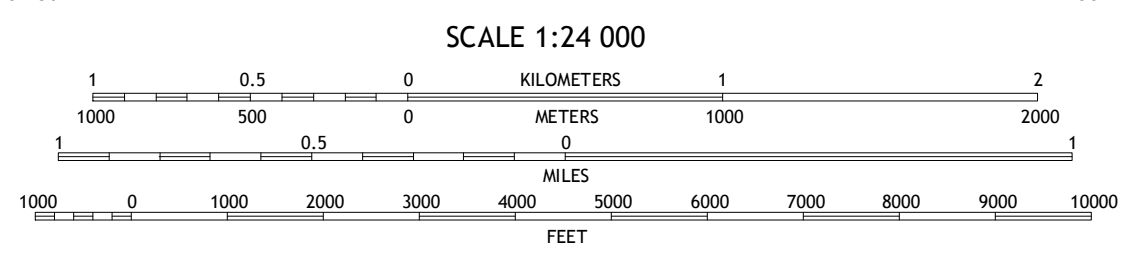 SCALE 1:24 000
1 0.5 0 KILOMETERS 1 2
1000 500 0 METERS 1000 2000
1 0.5 0 1
MILES
1000 0 1000 2000 3000 4000 5000 6000 7000 8000 9000 10000
FEET